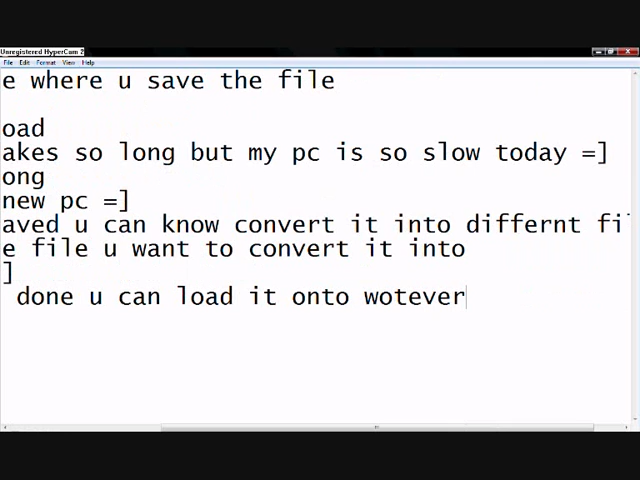 Unregistered HyperCam 2
File Edit Format View Help
e where u save the file
oad
akes so long but my pc is so slow today =]
ong
new pc =]
aved u can know convert it into differnt fil
e file u want to convert it into
]
done u can load it onto wotever